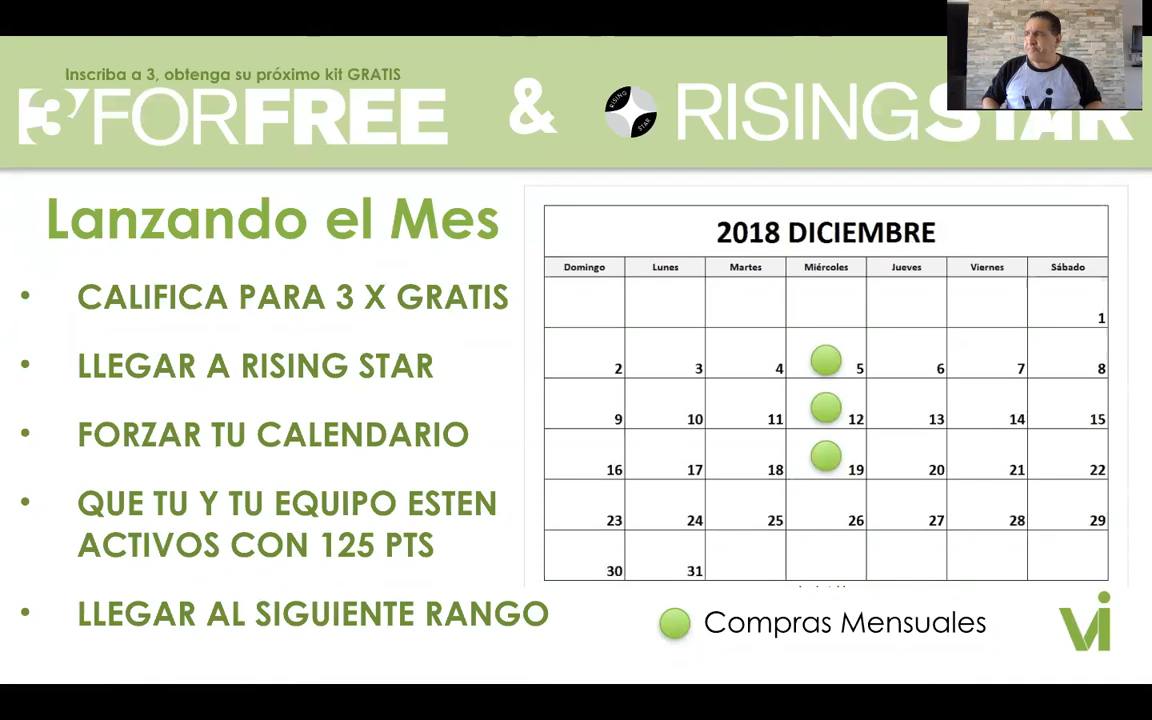 Inscriba a 3, obtenga su próximo kit GRATIS
3'FORFREE & RISING STAR RISINGSTAR
Lanzando el Mes
• CALIFICA PARA 3 X GRATIS
• LLEGAR A RISING STAR
• FORZAR TU CALENDARIO
• QUE TU Y TU EQUIPO ESTEN
ACTIVOS CON 125 PTS
• LLEGAR AL SIGUIENTE RANGO
2018 DICIEMBRE
Domingo Lunes Martes Miércoles Jueves Viernes Sábado
1
2 3 4 5 6 7 8
9 10 11 12 13 14 15
16 17 18 19 20 21 22
23 24 25 26 27 28 29
30 31
Compras Mensuales
Vi